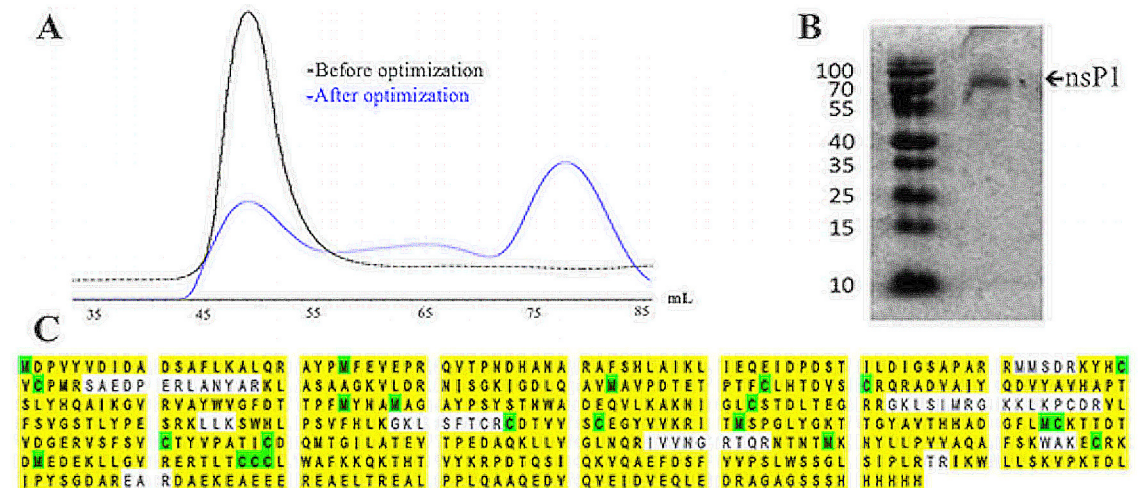 A
-Before optimization
-After optimization
35 45 55 65 75 85 mL
B
100
70
55
40
35
25
15
10
nsP1
C
MDPVYVDIDA DSAFLKALQR AYPMFEVEPR QVTPNDHANA RAFSHLAIKL IEQEIDPDST ILDIGSAPAR RMMSDRKYHC
VCPMRSAEDP ERLANYARKL ASAAGKVLDR NISGKIGDLQ AVMAVPDTET PTFCLHTDVS CRQRADVAIY QDVYAVHAPT
SLYHQAIKGV RVAYWVGFDT TPFMYNAMAG AYPSYSTNWA DEQVLKAKNI GLCSTDLTEG RRGKLSIMRG KKLKPCDRVL
FSVGSTLYPE SRKLLKSWHL PSVFHLKGKL SFTCRCDTVV SCEGYVVKRI TMSPGLYGKT TGYAVTHHAD GFLMCKTTDT
VDGERVSFSV CTYVPATICD QMTGILATEV TPEDAQKLLV GLNQRIVVNG RTQRNTNTMK NYLLPVVAQA FSKWAKECRK
DMEDEKLLGV RERTLTCCCL WAFKKQKTHT VYKRPDTQSI QKVQAEFDSF VVPSLWSSGL SIPLRTRIKW LLSKVPKTDL
IPYSGDAREA RDAEKEAEEE REAELTREAL PPLQAAQEDV QVEIDVEQLE DRAGAGSSSH HHHHH